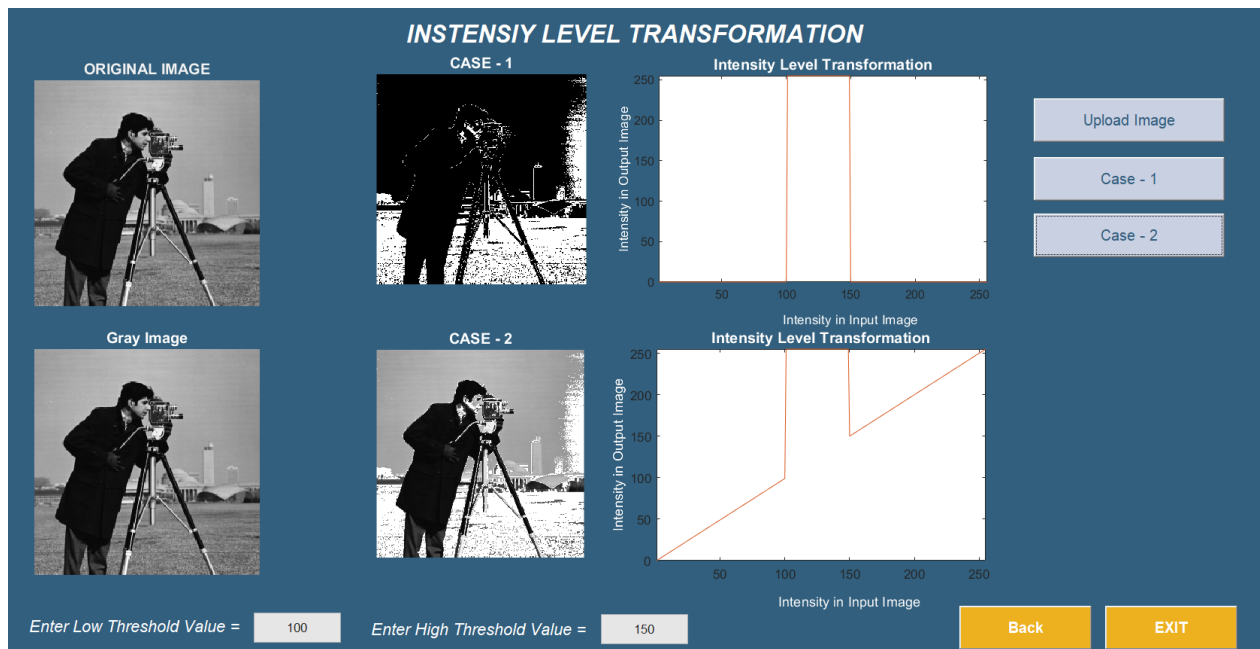 INSTENSIY LEVEL TRANSFORMATION
ORIGINAL IMAGE
CASE - 1
Intensity Level Transformation
250
200
150
100
50
0
Intensity in Output Image
50 100 150 200 250
Intensity in Input Image
Upload Image
Case - 1
Case - 2
Gray Image
CASE - 2
Intensity Level Transformation
250
200
150
100
50
0
Intensity in Output Image
50 100 150 200 250
Intensity in Input Image
Enter Low Threshold Value = 100
Enter High Threshold Value = 150
Back
EXIT